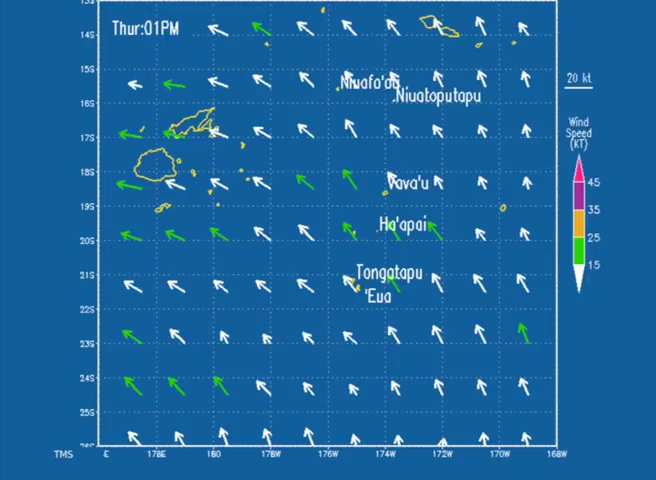 13S
Thur:01PM
14S
15S
Niuafo'ou
20 kt
Niuatoputapu
16S
Wind
Speed
(KT)
17S
18S
Vava'u
45
19S
35
Ha'apai
20S
25
15
21S
Tongatapu
'Eua
22S
23S
24S
25S
TMS
178E
180
178W
176W
174W
172W
170W
168W